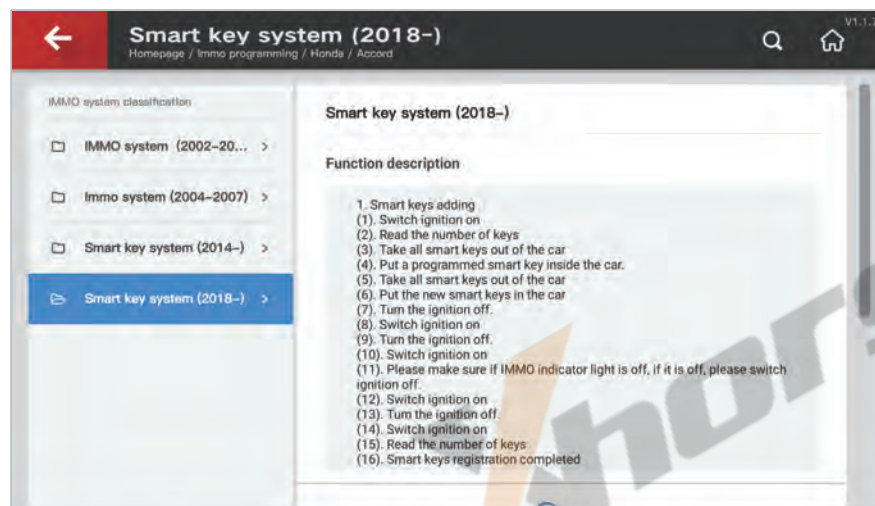 Smart key system (2018-)
Homepage / Immo programming / Honda / Accord
V1.1.
IMMO system classification
IMMO system (2002-20... >
Immo system (2004-2007) >
Smart key system (2014-) >
Smart key system (2018-) >
Smart key system (2018-)
Function description
1. Smart keys adding
(1). Switch ignition on
(2). Read the number of keys
(3). Take all smart keys out of the car
(4). Put a programmed smart key inside the car.
(5). Take all smart keys out of the car
(6). Put the new smart keys in the car
(7). Turn the ignition off.
(8). Switch ignition on
(9). Turn the ignition off.
(10). Switch ignition on
(11). Please make sure if IMMO indicator light is off, if it is off, please switch
ignition off.
(12). Switch ignition on
(13). Turn the ignition off.
(14). Switch ignition on
(15). Read the number of keys
(16). Smart keys registration completed